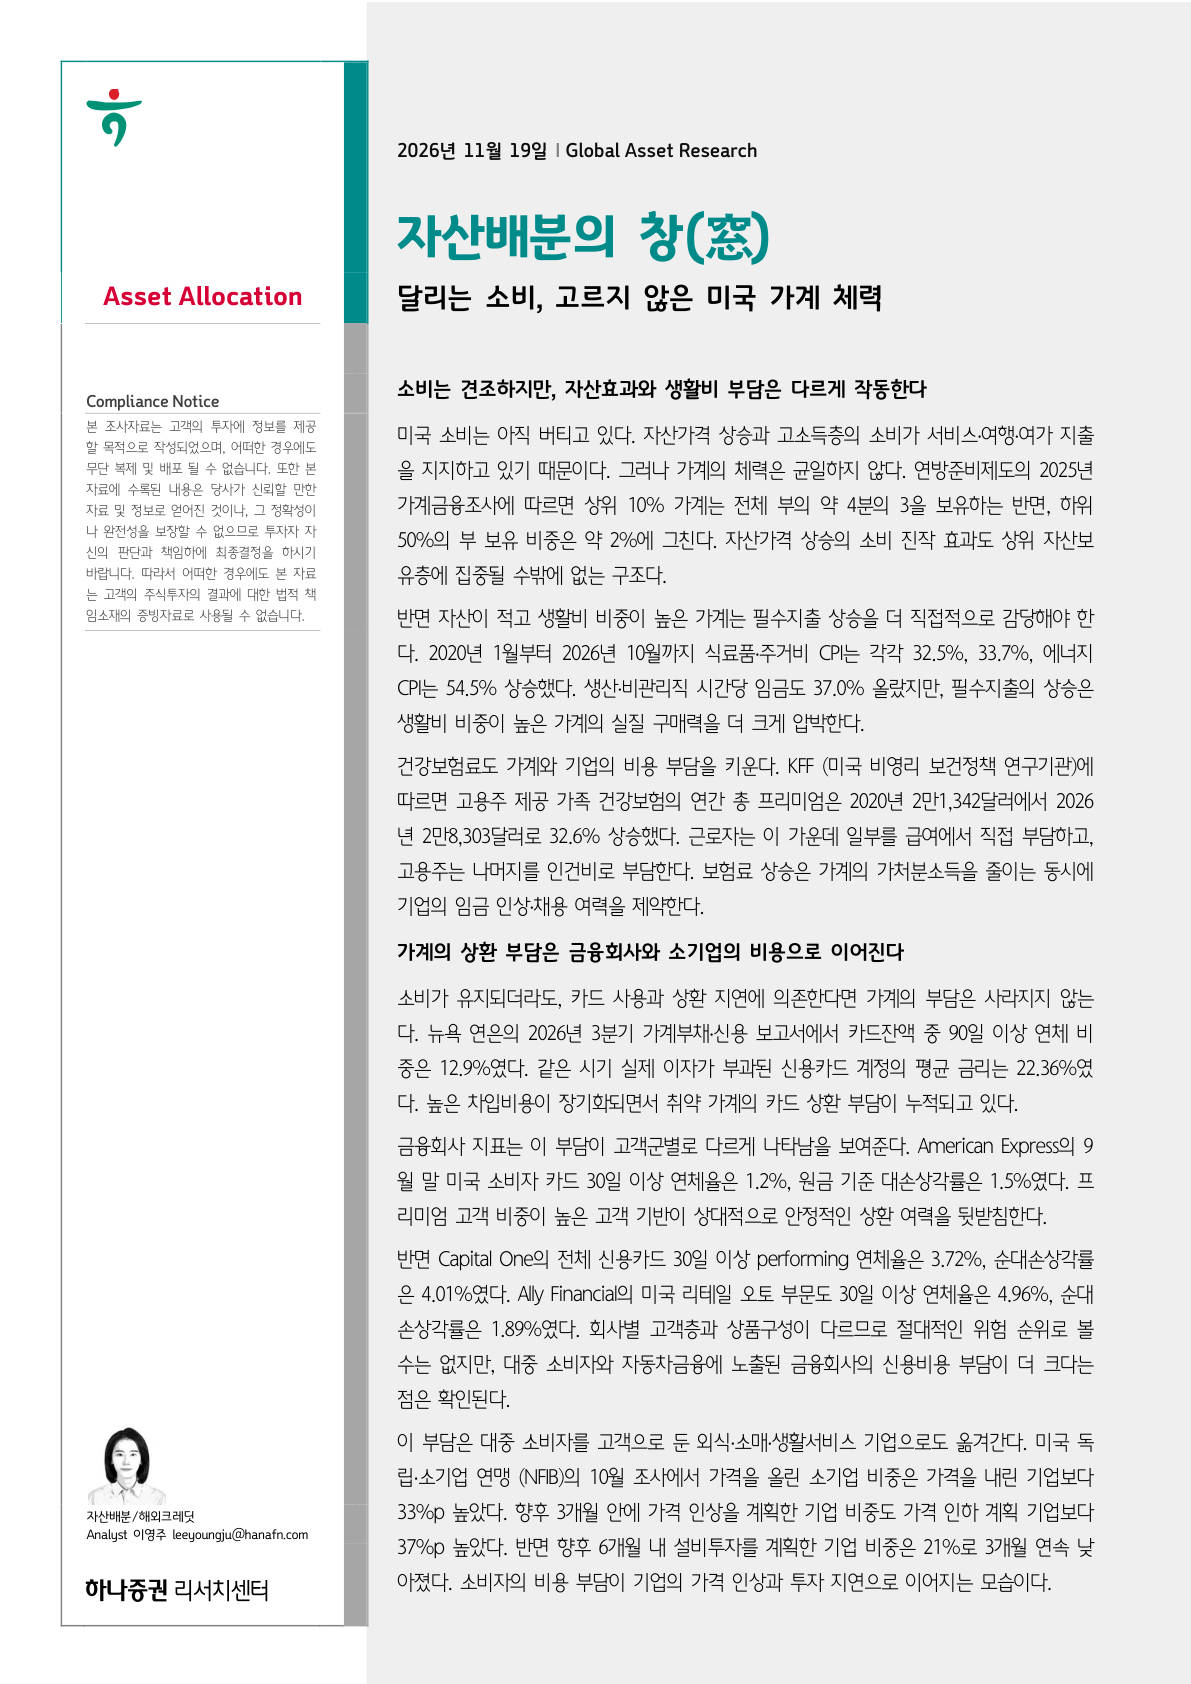 2026년 11월 19일 | Global Asset Research
자산배분의 창(窓)
달리는 소비, 고르지 않은 미국 가계 체력
Asset Allocation
Compliance Notice
본 조사자료는 고객의 투자에 정보를 제공
할 목적으로 작성되었으며, 어떠한 경우에도
무단 복제 및 배포 될 수 없습니다. 또한 본
자료에 수록된 내용은 당사가 신뢰할 만한
자료 및 정보로 얻어진 것이나, 그 정확성이
나 완전성을 보장할 수 없으므로 투자자 자
신의 판단과 책임하에 최종결정을 하시기
바랍니다. 따라서 어떠한 경우에도 본 자료
는 고객의 주식투자의 결과에 대한 법적 책
임소재의 증빙자료로 사용될 수 없습니다.
소비는 견조하지만, 자산효과와 생활비 부담은 다르게 작동한다
미국 소비는 아직 버티고 있다. 자산가격 상승과 고소득층의 소비가 서비스·여행·여가 지출
을 지지하고 있기 때문이다. 그러나 가계의 체력은 균일하지 않다. 연방준비제도의 2025년
가계금융조사에 따르면 상위 10% 가계는 전체 부의 약 4분의 3을 보유하는 반면, 하위
50%의 부 보유 비중은 약 2%에 그친다. 자산가격 상승의 소비 진작 효과도 상위 자산보
유층에 집중될 수밖에 없는 구조다.
반면 자산이 적고 생활비 비중이 높은 가계는 필수지출 상승을 더 직접적으로 감당해야 한
다. 2020년 1월부터 2026년 10월까지 식료품·주거비 CPI는 각각 32.5%, 33.7%, 에너지
CPI는 54.5% 상승했다. 생산·비관리직 시간당 임금도 37.0% 올랐지만, 필수지출의 상승은
생활비 비중이 높은 가계의 실질 구매력을 더 크게 압박한다.
건강보험료도 가계와 기업의 비용 부담을 키운다. KFF (미국 비영리 보건정책 연구기관)에
따르면 고용주 제공 가족 건강보험의 연간 총 프리미엄은 2020년 2만1,342달러에서 2026
년 2만8,303달러로 32.6% 상승했다. 근로자는 이 가운데 일부를 급여에서 직접 부담하고,
고용주는 나머지를 인건비로 부담한다. 보험료 상승은 가계의 가처분소득을 줄이는 동시에
기업의 임금 인상·채용 여력을 제약한다.
가계의 상환 부담은 금융회사와 소기업의 비용으로 이어진다
소비가 유지되더라도, 카드 사용과 상환 지연에 의존한다면 가계의 부담은 사라지지 않는
다. 뉴욕 연은의 2026년 3분기 가계부채·신용 보고서에서 카드잔액 중 90일 이상 연체 비
중은 12.9%였다. 같은 시기 실제 이자가 부과된 신용카드 계정의 평균 금리는 22.36%였
다. 높은 차입비용이 장기화되면서 취약 가계의 카드 상환 부담이 누적되고 있다.
금융회사 지표는 이 부담이 고객군별로 다르게 나타남을 보여준다. American Express의 9
월 말 미국 소비자 카드 30일 이상 연체율은 1.2%, 원금 기준 대손상각률은 1.5%였다. 프
리미엄 고객 비중이 높은 고객 기반이 상대적으로 안정적인 상환 여력을 뒷받침한다.
반면 Capital One의 전체 신용카드 30일 이상 performing 연체율은 3.72%, 순대손상각률
은 4.01%였다. Ally Financial의 미국 리테일 오토 부문도 30일 이상 연체율은 4.96%, 순대
손상각률은 1.89%였다. 회사별 고객층과 상품구성이 다르므로 절대적인 위험 순위로 볼
수는 없지만, 대중 소비자와 자동차금융에 노출된 금융회사의 신용비용 부담이 더 크다는
점은 확인된다.
이 부담은 대중 소비자를 고객으로 둔 외식·소매·생활서비스 기업으로도 옮겨간다. 미국 독
립·소기업 연맹 (NFIB)의 10월 조사에서 가격을 올린 소기업 비중은 가격을 내린 기업보다
33%p 높았다. 향후 3개월 안에 가격 인상을 계획한 기업 비중도 가격 인하 계획 기업보다
37%p 높았다. 반면 향후 6개월 내 설비투자를 계획한 기업 비중은 21%로 3개월 연속 낮
아졌다. 소비자의 비용 부담이 기업의 가격 인상과 투자 지연으로 이어지는 모습이다.
자산배분/해외크레딧
Analyst 이영주 leeyoungju@hanafn.com
하나증권 리서치센터